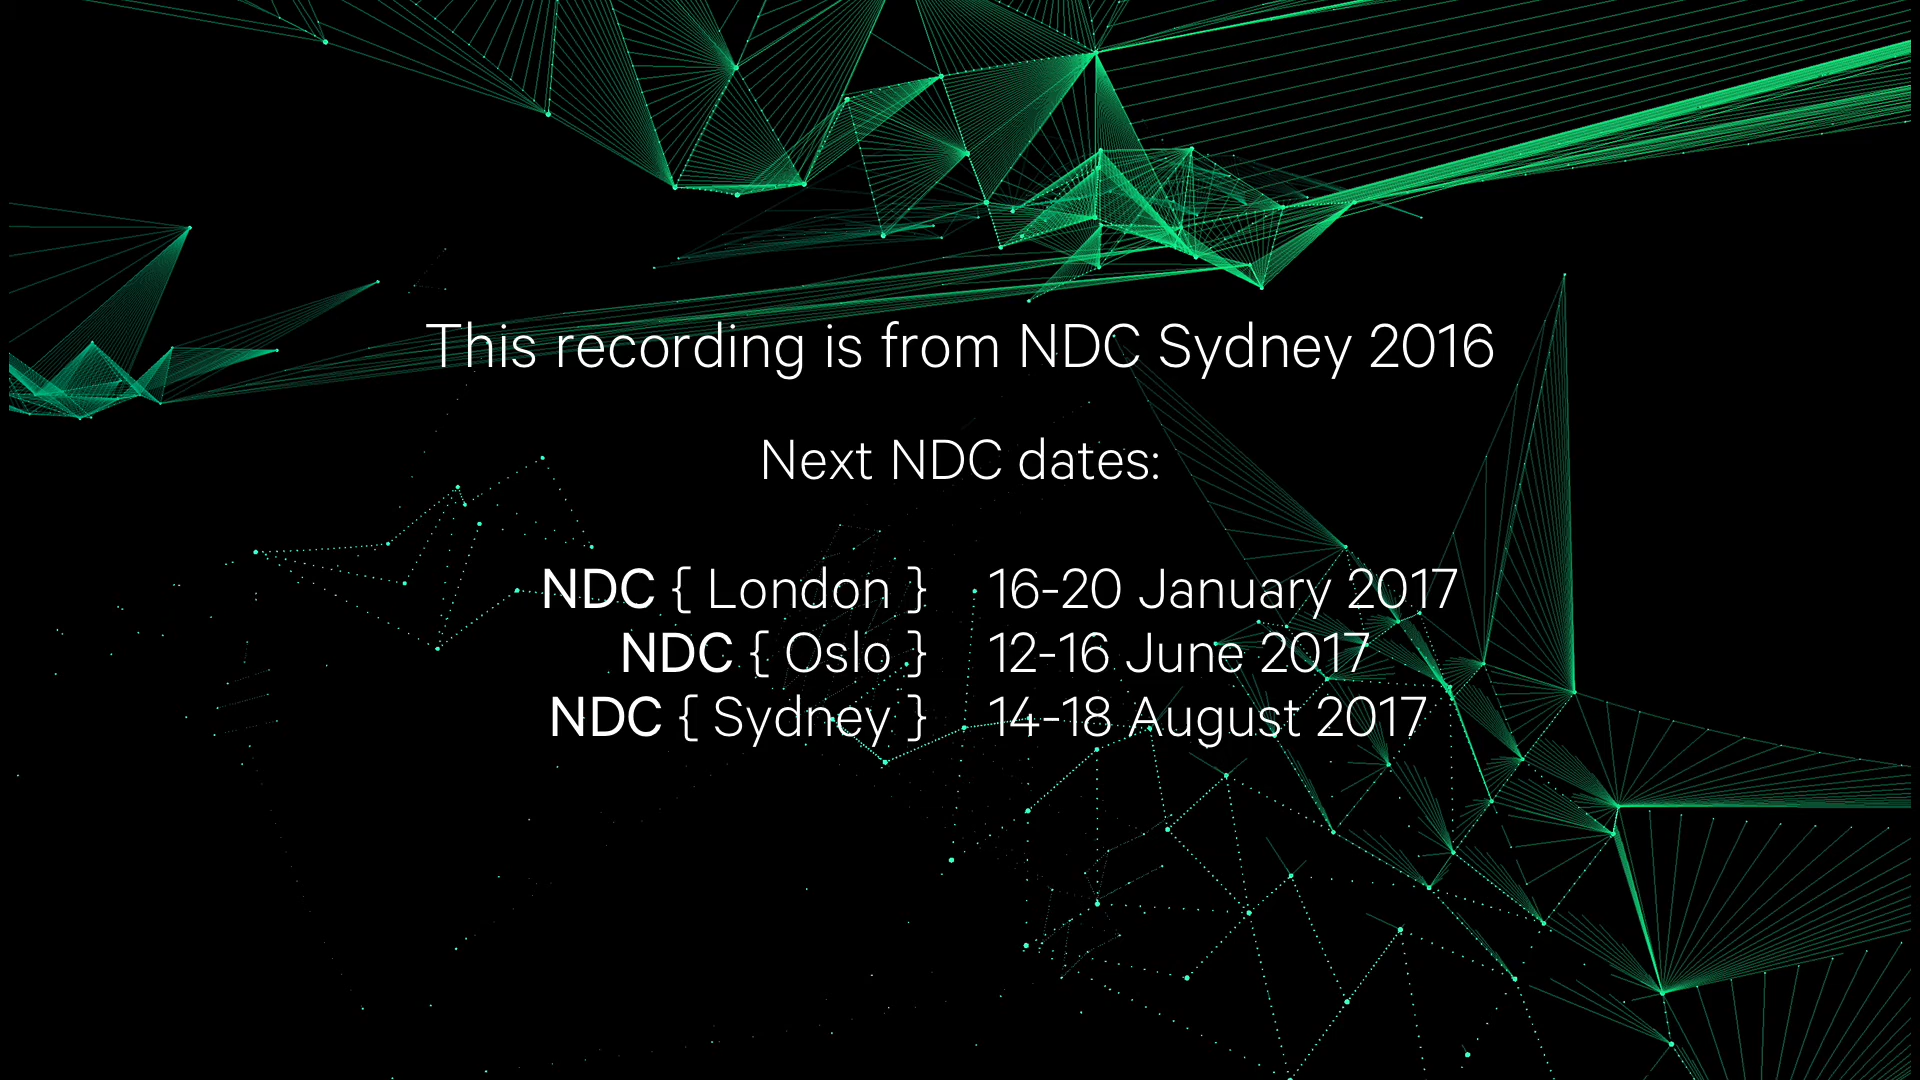 This recording is from NDC Sydney 2016
Next NDC dates:
NDC { London } 16-20 January 2017
NDC { Oslo } 12-16 June 2017
NDC { Sydney } 14-18 August 2017